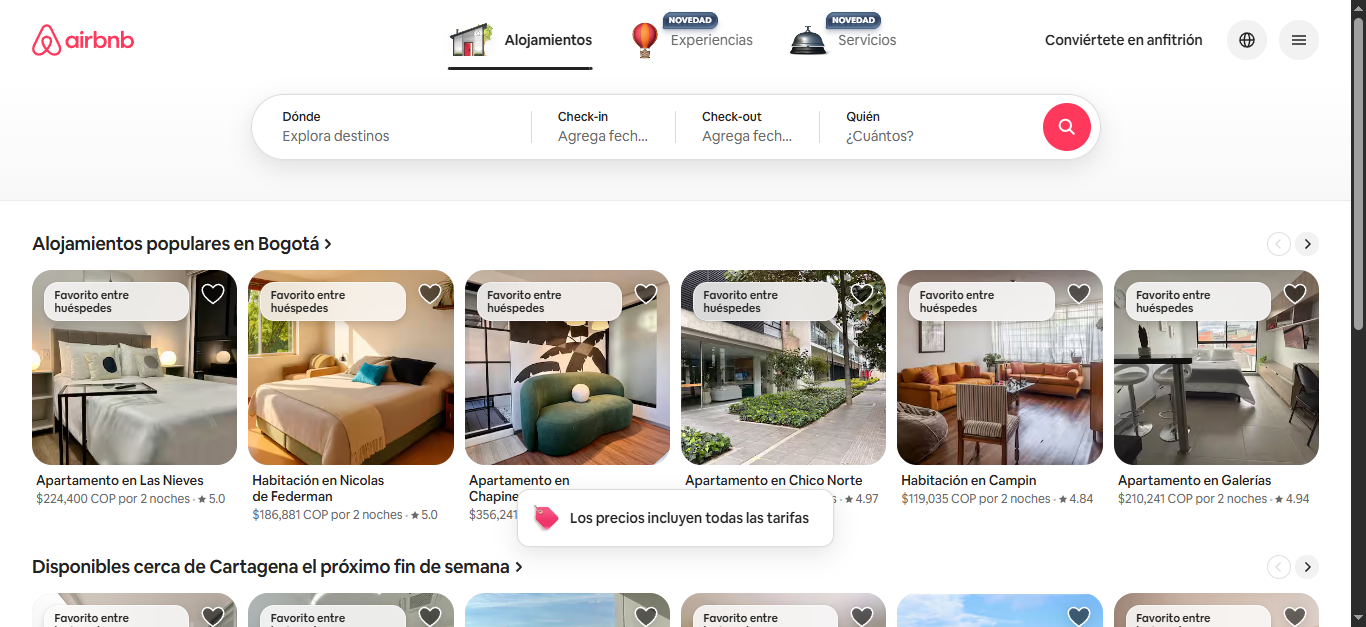 airbnb
Alojamientos
NOVEDAD
Experiencias
NOVEDAD
Servicios
Conviértete en anfitrión
Dónde
Explora destinos
Check-in
Agrega fech...
Check-out
Agrega fech...
Quién
¿Cuántos?
Alojamientos populares en Bogotá
Favorito entre
huéspedes
Favorito entre
huéspedes
Favorito entre
huéspedes
Favorito entre
huéspedes
Favorito entre
huéspedes
Favorito entre
huéspedes
Apartamento en Las Nieves
$224,400 COP por 2 noches · ★ 5.0
Habitación en Nicolas
de Federman
$186,881 COP por 2 noches · ★ 5.0
Apartamento en
Chapine
$356,241
Apartamento en Chico Norte
s · ★ 4.97
Habitación en Campin
$119,035 COP por 2 noches · ★ 4.84
Apartamento en Galerías
$210,241 COP por 2 noches · ★ 4.94
Los precios incluyen todas las tarifas
Disponibles cerca de Cartagena el próximo fin de semana
Favorito entre
Favorito entre
Favorito entre
Favorito entre